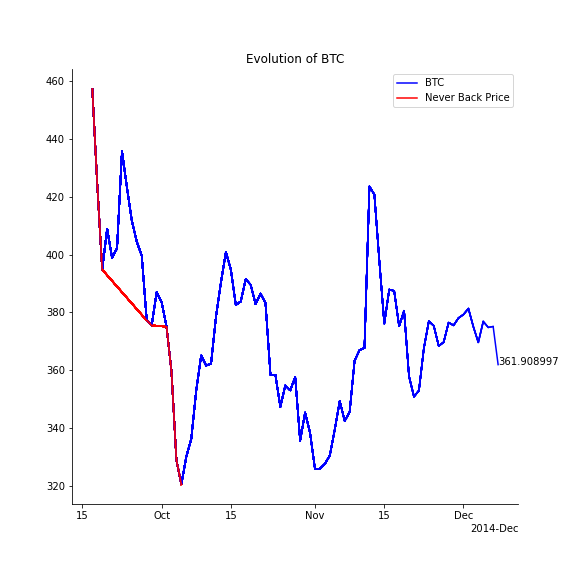 Evolution of BTC
BTC
Never Back Price
460
440
420
400
380
360
340
320
361.908997
15
Oct
15
Nov
15
Dec
2014-Dec